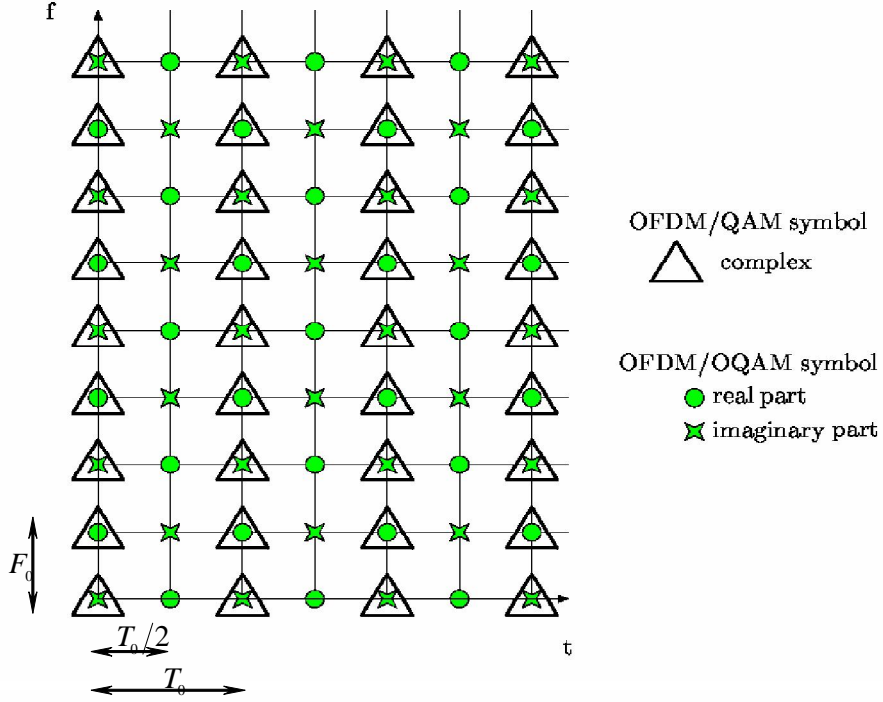 f
OFDM/QAM symbol
complex
OFDM/OQAM symbol
real part
imaginary part
F₀
T₀/2
t
T₀